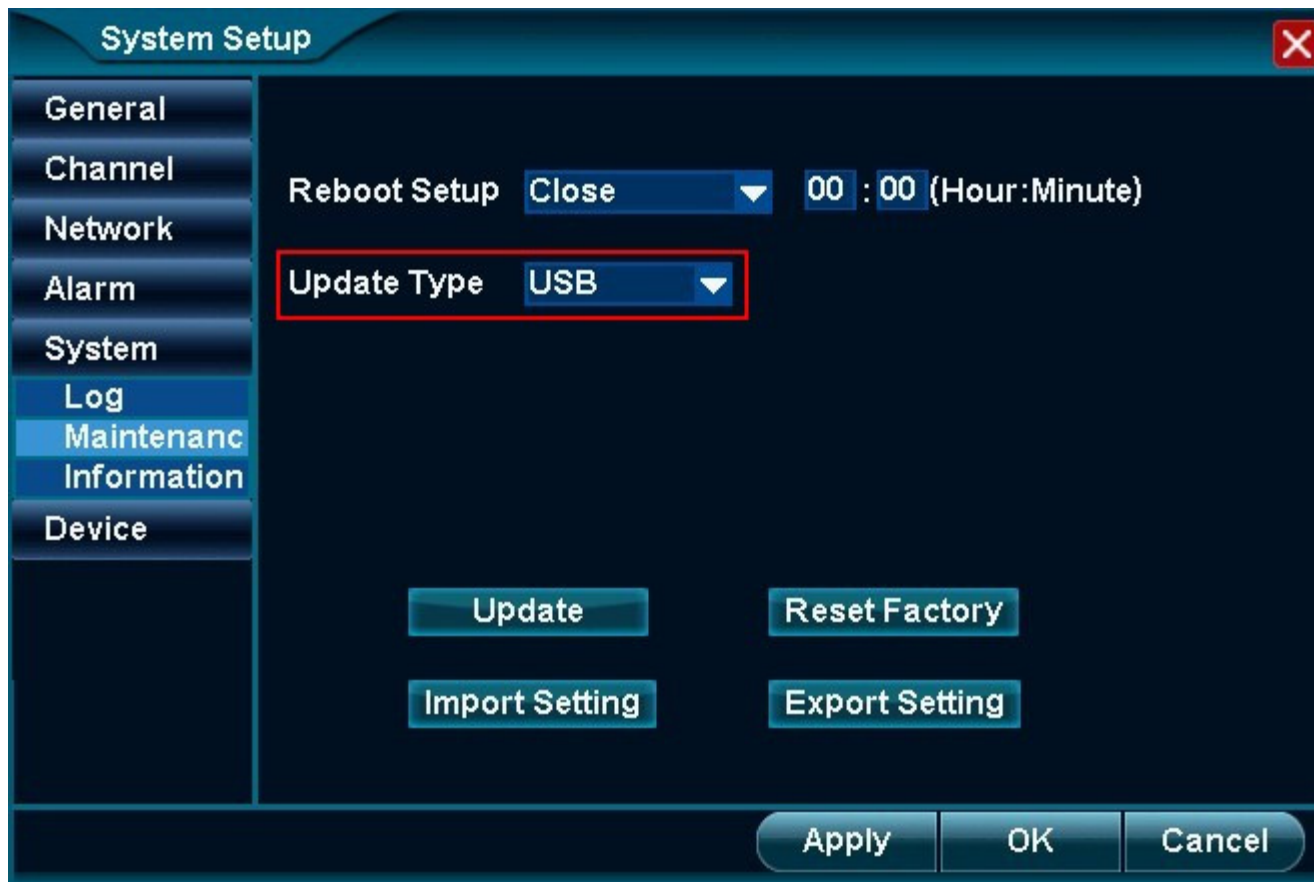 System Setup
General
Channel
Network
Alarm
System
Log
Maintenanc
Information
Device
Reboot Setup Close 00 : 00 (Hour:Minute)
Update Type USB
Update Reset Factory
Import Setting Export Setting
Apply OK Cancel